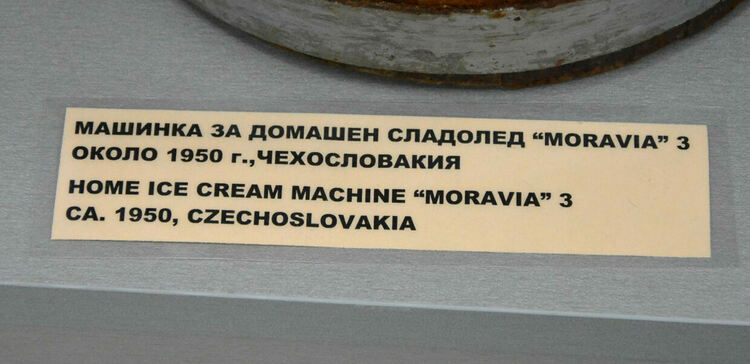 МАШИНКА ЗА ДОМАШЕН СЛАДОЛЕД “MORAVIA” 3
ОКОЛО 1950 г.,ЧЕХОСЛОВАКИЯ
HOME ICE CREAM MACHINE “MORAVIA” 3
CA. 1950, CZECHOSLOVAKIA